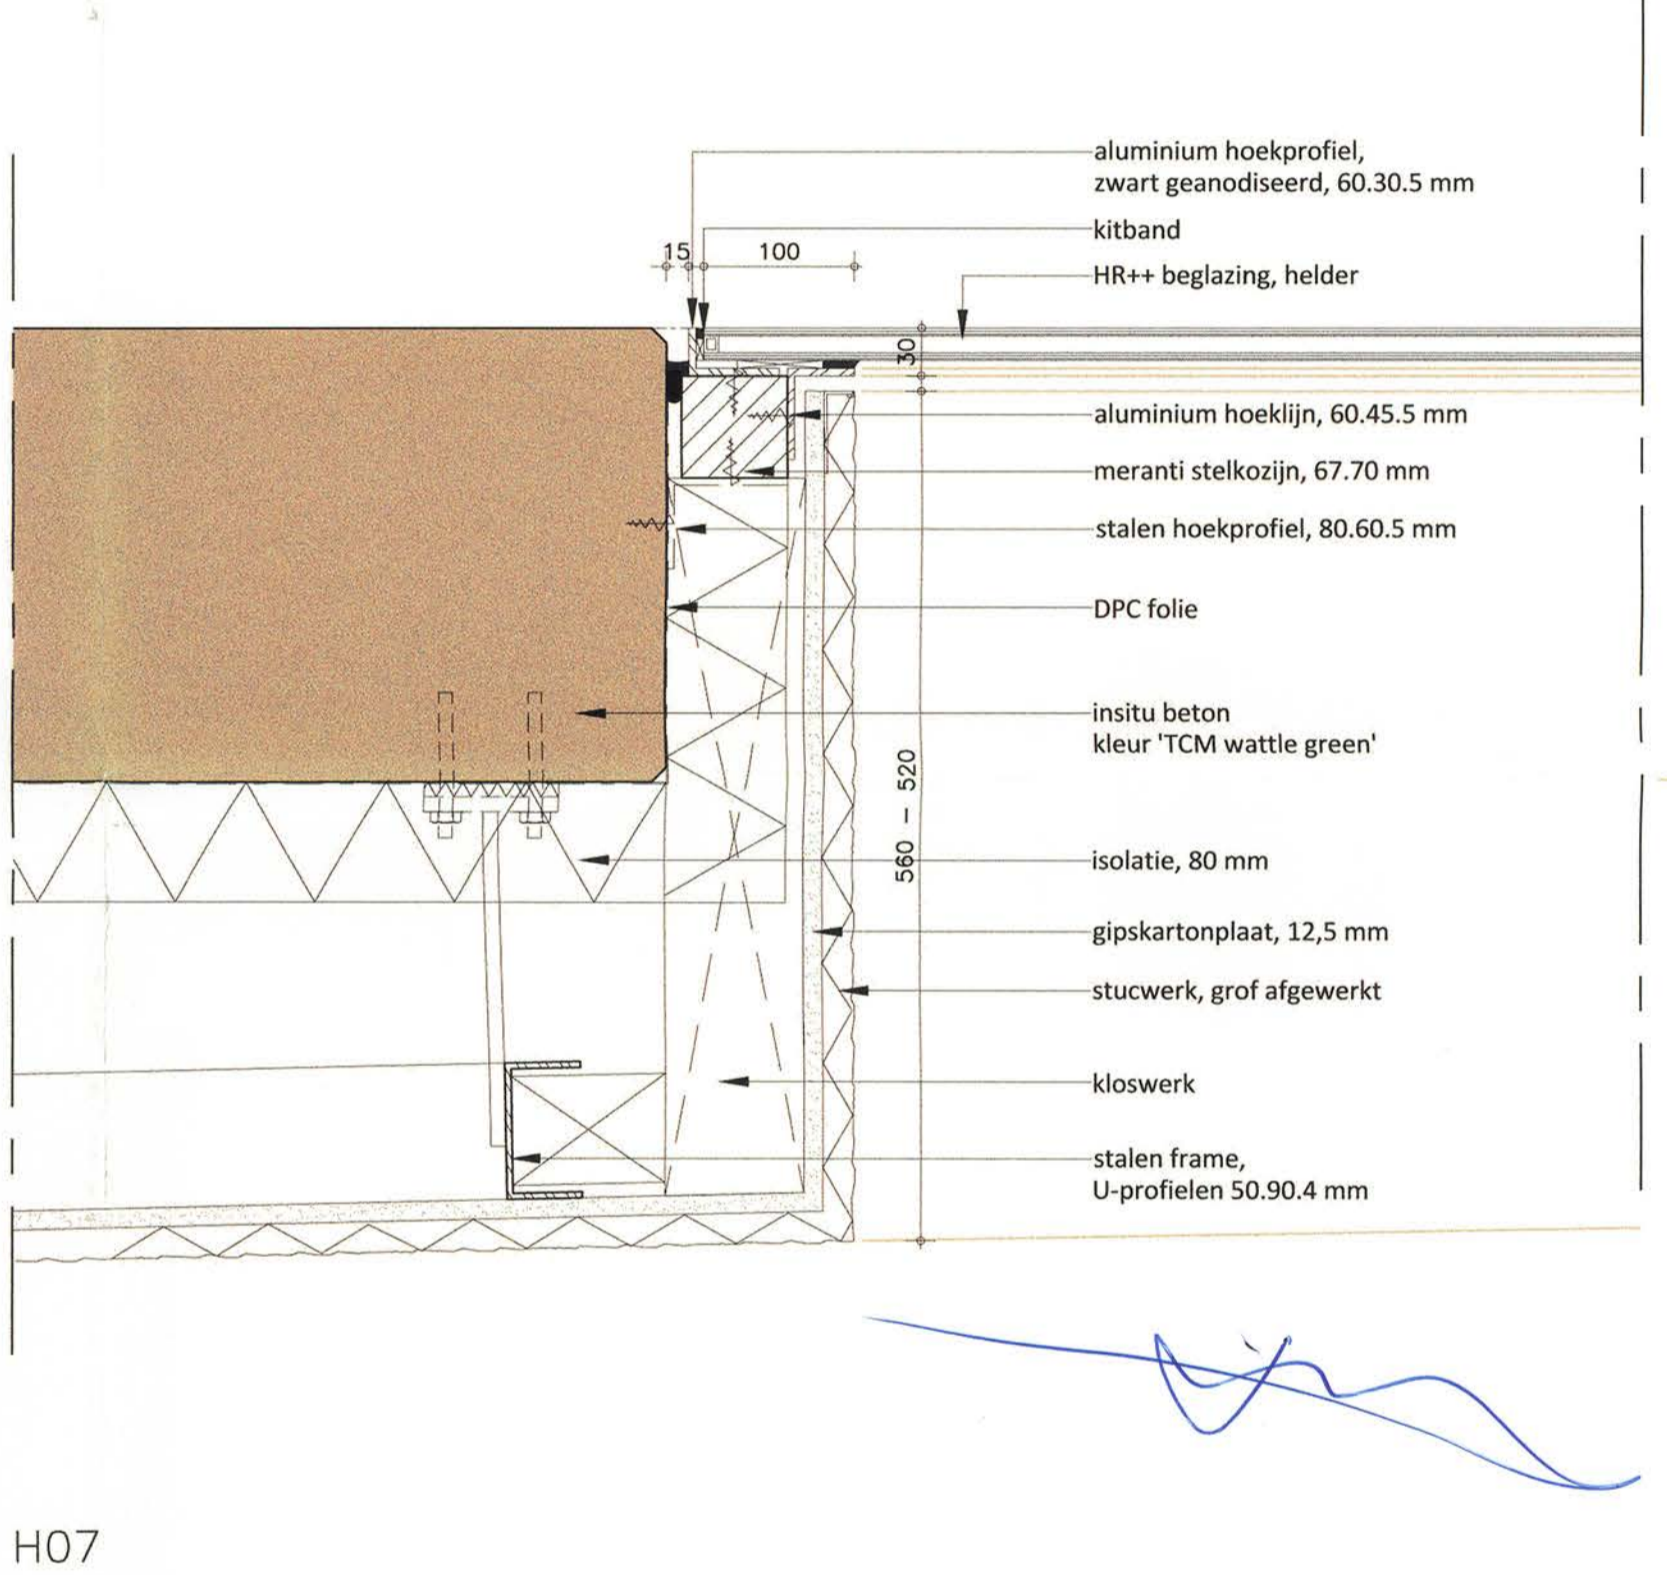 aluminium hoekprofiel,
zwart geanodiseerd, 60.30.5 mm
kitband
15 100
HR++ beglazing, helder
30
aluminium hoeklijn, 60.45.5 mm
meranti stelkozijn, 67.70 mm
stalen hoekprofiel, 80.60.5 mm
DPC folie
insitu beton
kleur 'TCM wattle green'
560 – 520
isolatie, 80 mm
gipskartonplaat, 12,5 mm
stucwerk, grof afgewerkt
kloswerk
stalen frame,
U-profielen 50.90.4 mm
H07